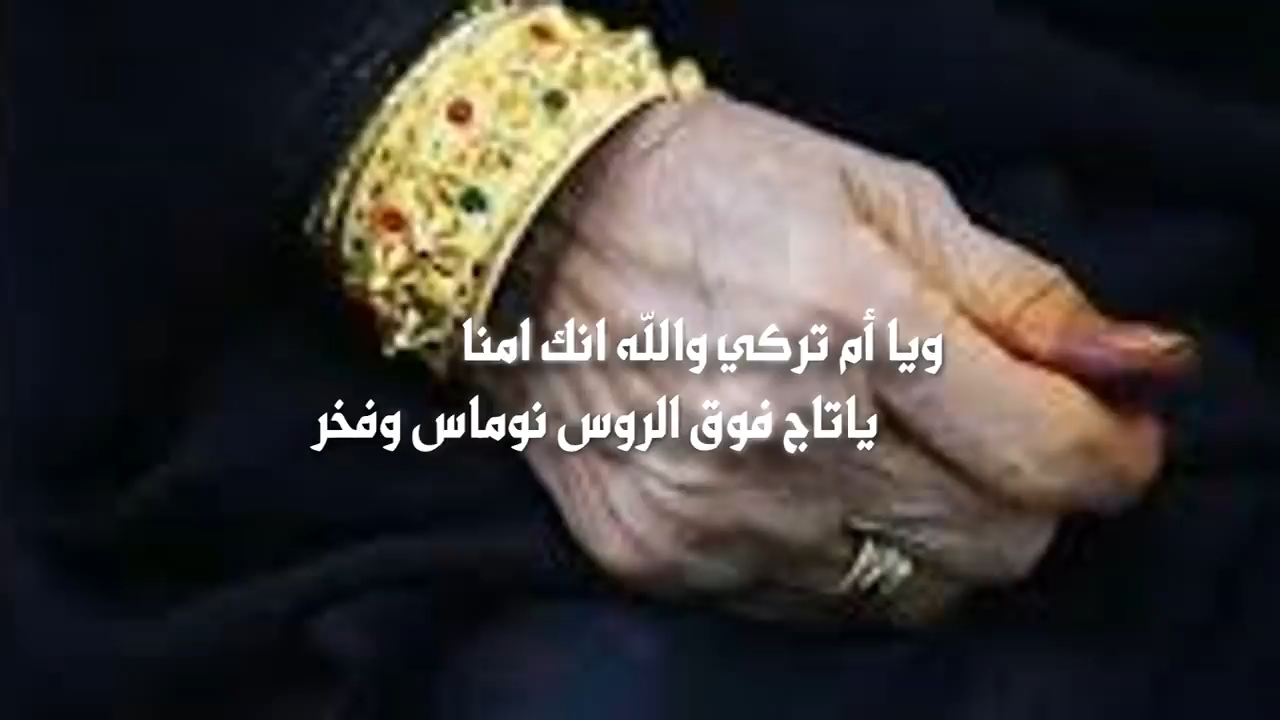 ويا أم تركي والله انك امنا
ياتاج فوق الروس نوماس وفخر